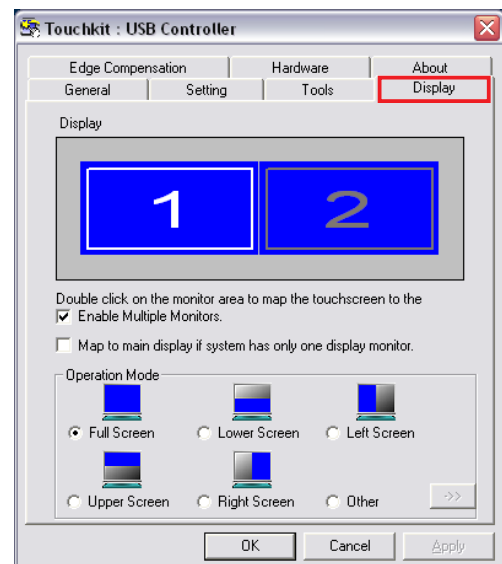 Touchkit : USB Controller
Edge Compensation Hardware About
General Setting Tools Display
Display
1 2
Double click on the monitor area to map the touchscreen to the
Enable Multiple Monitors.
Map to main display if system has only one display monitor.
Operation Mode
Full Screen Lower Screen Left Screen
Upper Screen Right Screen Other ->>
OK Cancel Apply